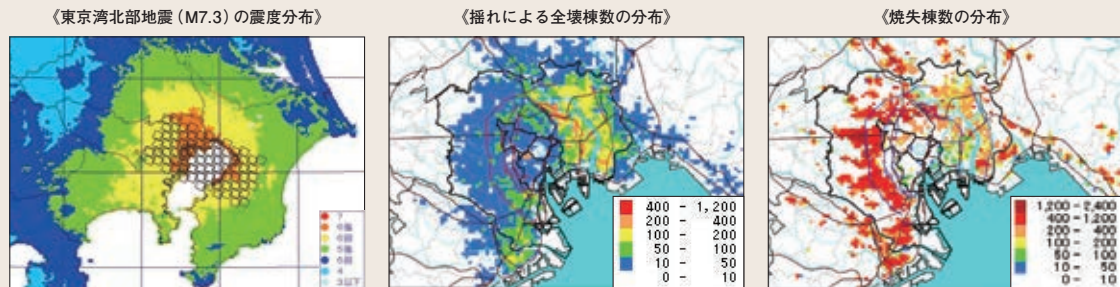 《東京湾北部地震（M7.3）の震度分布》
《揺れによる全壊棟数の分布》
《焼失棟数の分布》
7
6強
6弱
5強
4
3以下
400 - 1,200
200 - 400
100 - 200
50 - 100
10 - 50
0 - 10
1,200 - 2,400
400 - 1,200
200 - 400
100 - 200
50 - 100
10 - 50
0 - 10